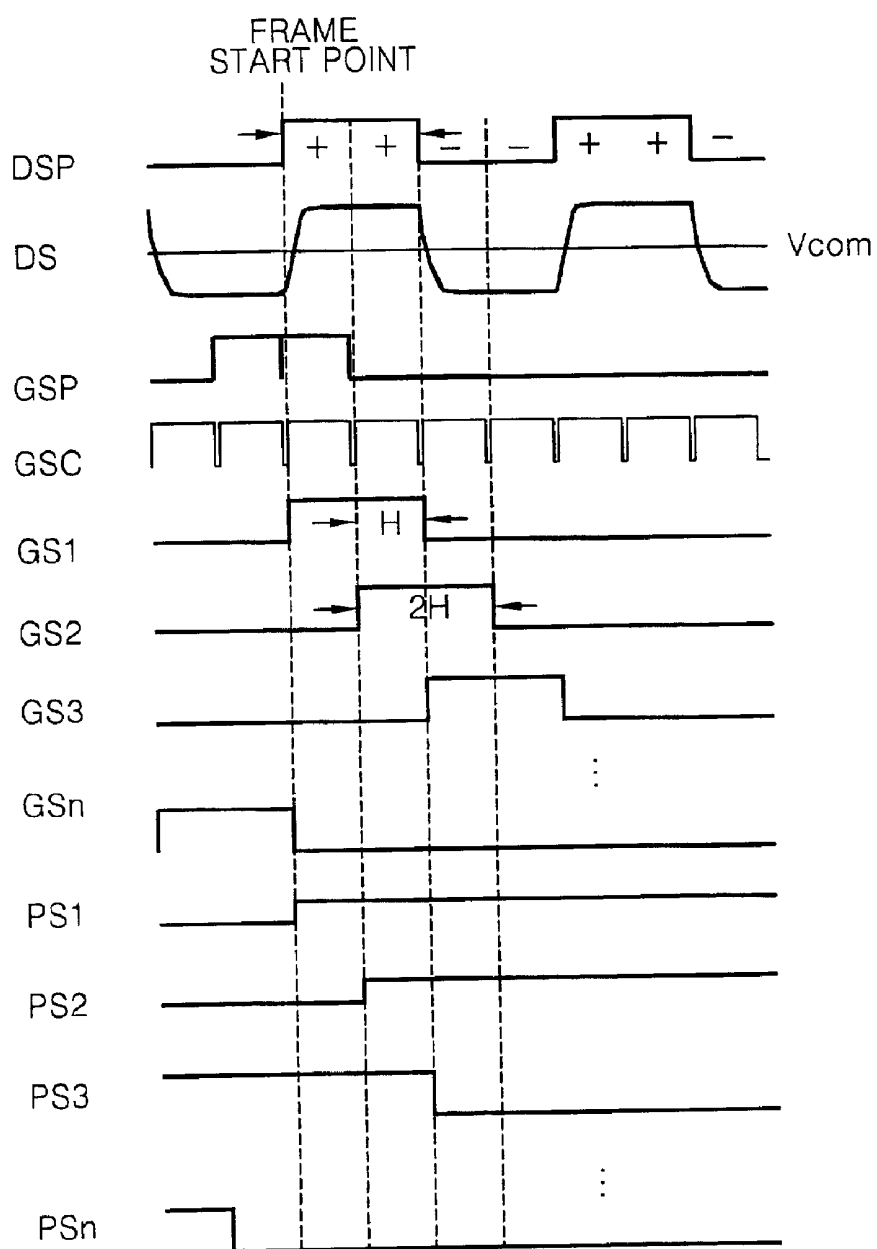 FRAME
START POINT
DSP + + - - + + -
DS Vcom
GSP
GSC
GS1 H
GS2 2H
GS3
⋮
GSn
PS1
PS2
PS3
⋮
PSn